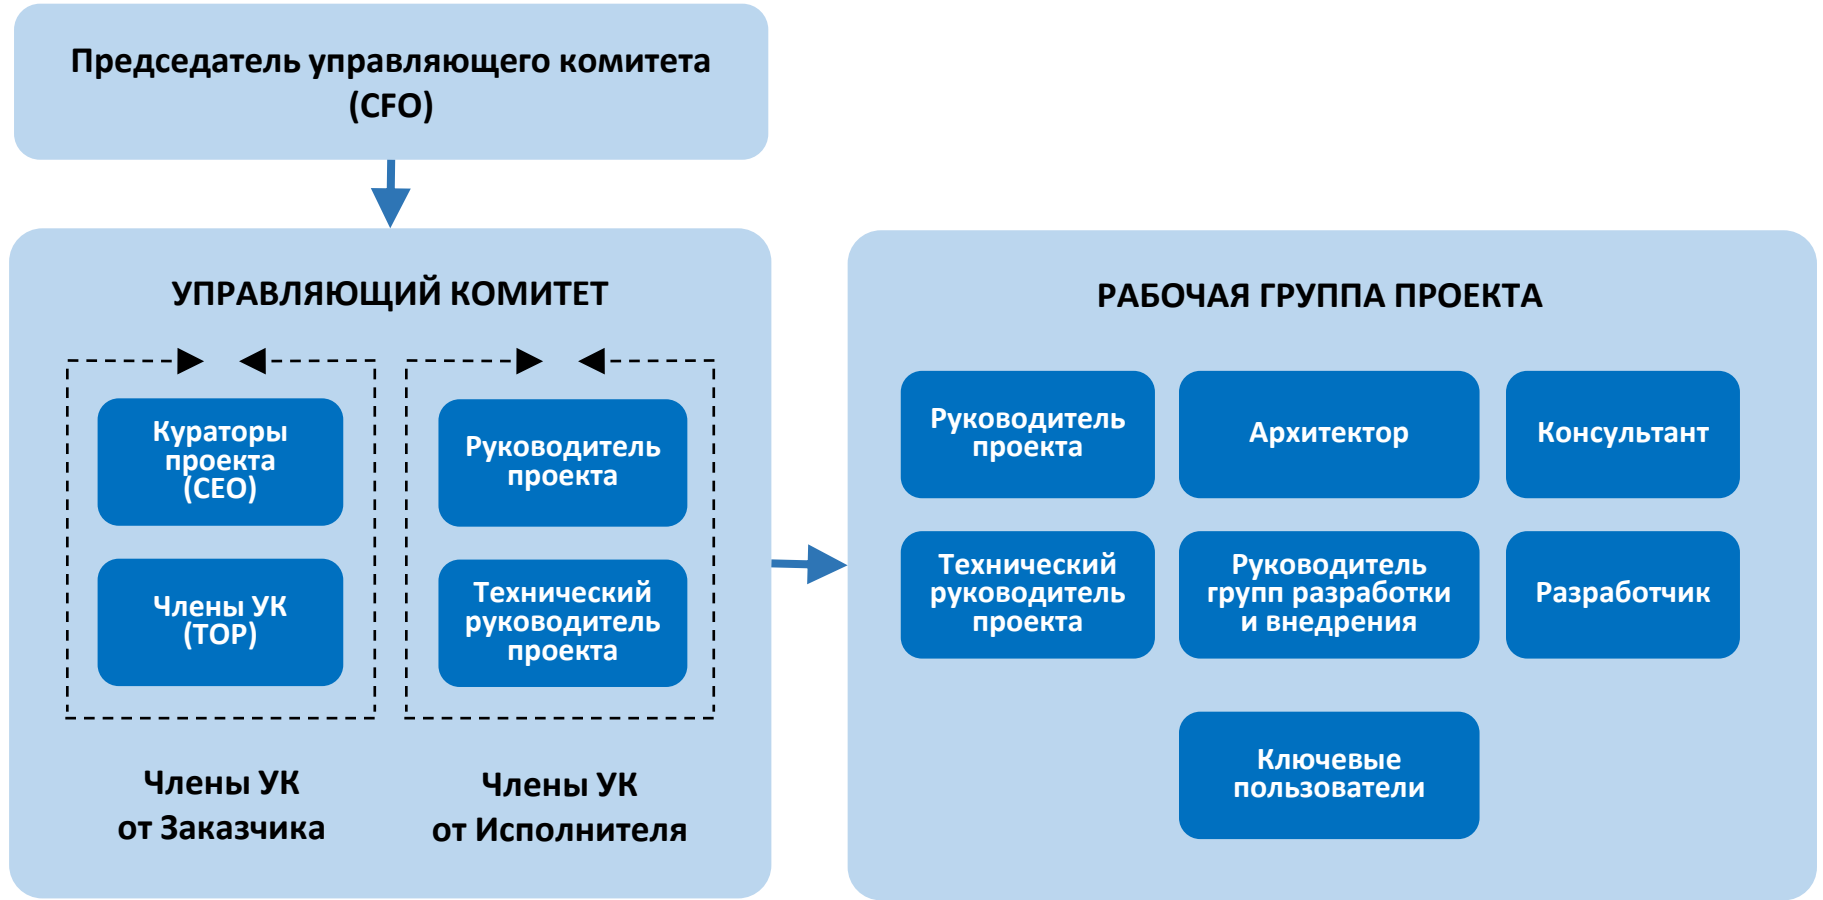 Председатель управляющего комитета
(CFO)
УПРАВЛЯЮЩИЙ КОМИТЕТ
Кураторы
проекта
(CEO)
Руководитель
проекта
Члены УК
(TOP)
Технический
руководитель
проекта
Члены УК
от Заказчика
Члены УК
от Исполнителя
РАБОЧАЯ ГРУППА ПРОЕКТА
Руководитель
проекта
Архитектор
Консультант
Технический
руководитель
проекта
Руководитель
групп разработки
и внедрения
Разработчик
Ключевые
пользователи